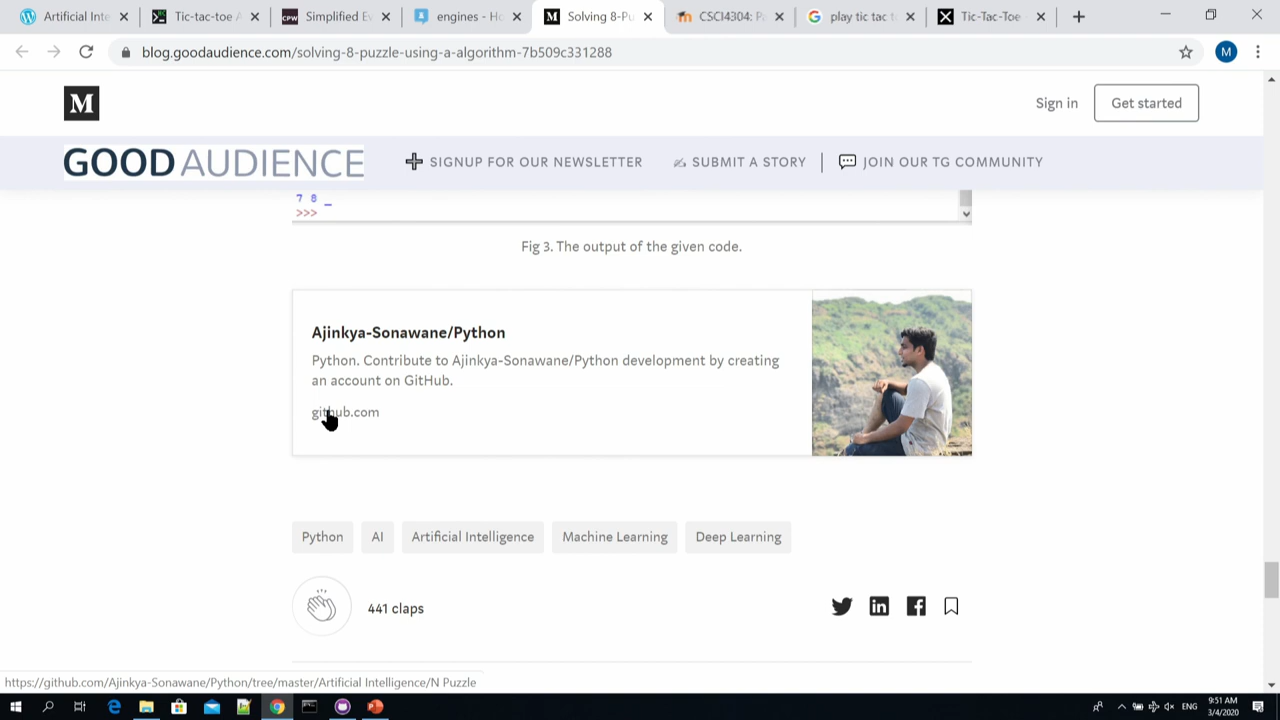 Artificial Inte
Tic-tac-toe A
Simplified Ev
engines - Ho
Solving 8-Pu
CSCI4304: Pa
play tic tac t
Tic-Tac-Toe
blog.goodaudience.com/solving-8-puzzle-using-a-algorithm-7b509c331288
M
M
Sign in
Get started
GOODAUDIENCE
SIGNUP FOR OUR NEWSLETTER
SUBMIT A STORY
JOIN OUR TG COMMUNITY
7 8 _
>>>
Fig 3. The output of the given code.
Ajinkya-Sonawane/Python
Python. Contribute to Ajinkya-Sonawane/Python development by creating
an account on GitHub.
github.com
Python
AI
Artificial Intelligence
Machine Learning
Deep Learning
441 claps
https://github.com/Ajinkya-Sonawane/Python/tree/master/Artificial Intelligence/N Puzzle
ENG
9:51 AM
3/4/2020